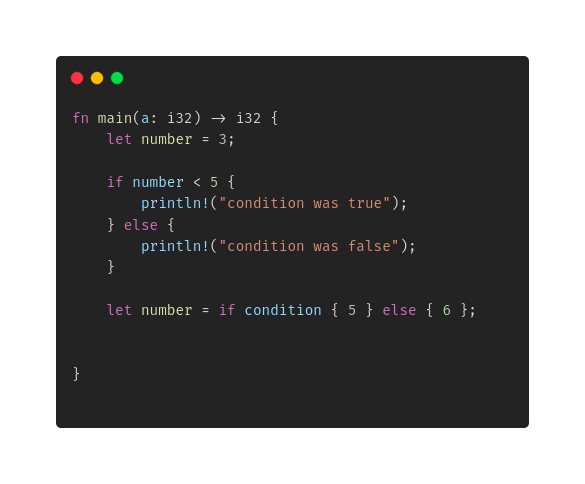 fn main(a: i32) -> i32 {
    let number = 3;

    if number < 5 {
        println!("condition was true");
    } else {
        println!("condition was false");
    }

    let number = if condition { 5 } else { 6 };


}